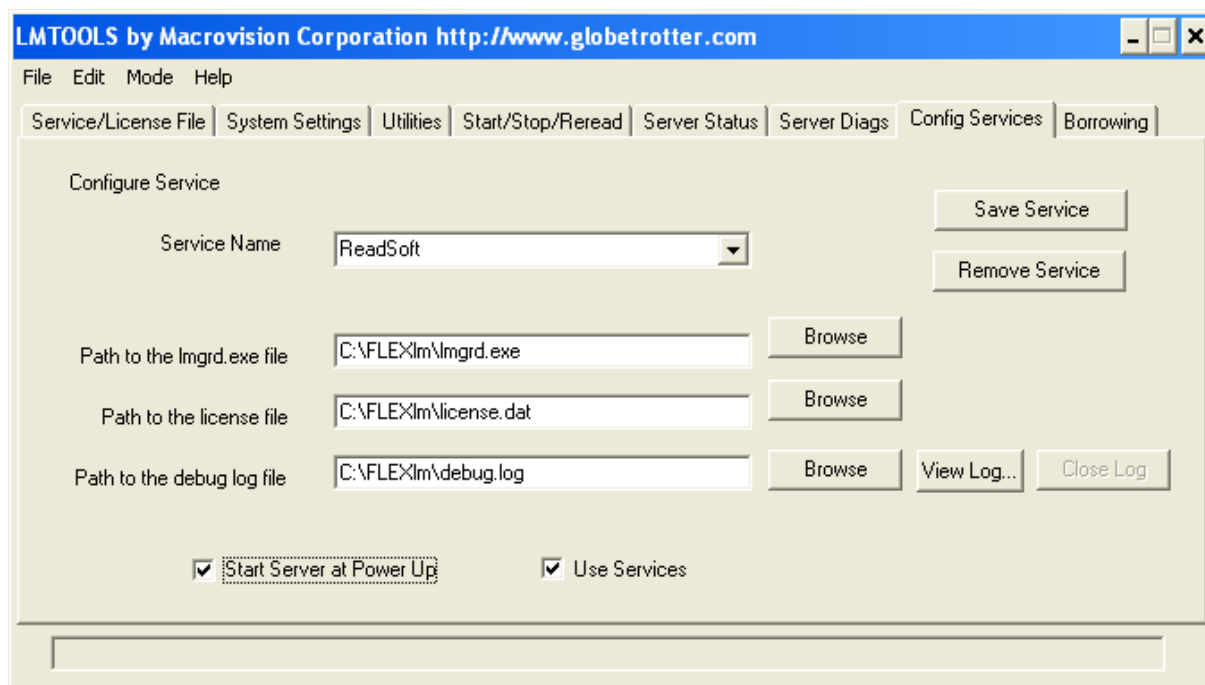 LMTOOLS by Macrovision Corporation http://www.globetrotter.com
File Edit Mode Help
Service/License File System Settings Utilities Start/Stop/Reread Server Status Server Diags Config Services Borrowing
Configure Service
Save Service
Service Name ReadSoft
Remove Service
Path to the lmgrd.exe file C:\FLEXlm\lmgrd.exe Browse
Path to the license file C:\FLEXlm\license.dat Browse
Path to the debug log file C:\FLEXlm\debug.log Browse View Log... Close Log
Start Server at Power Up Use Services